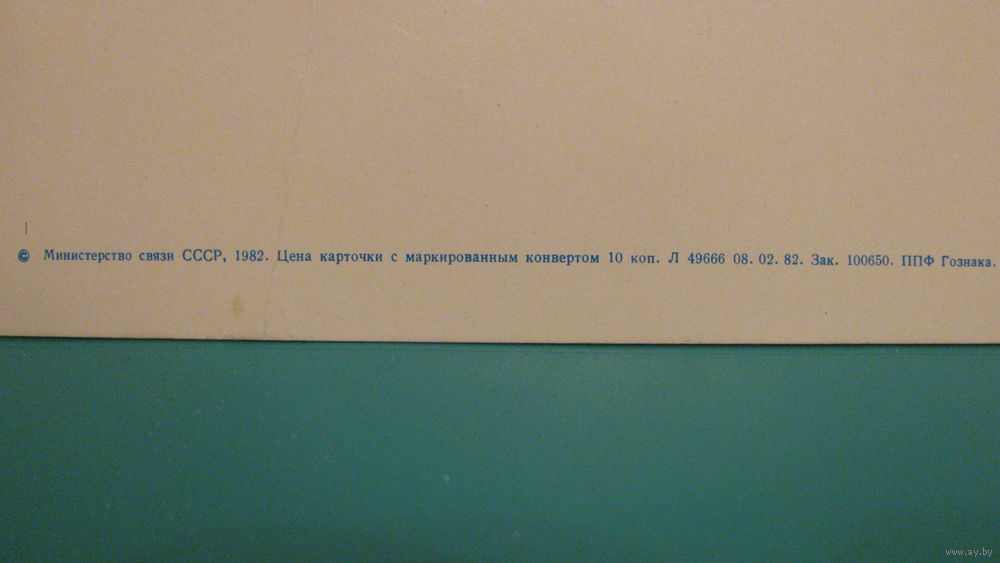 © Министерство связи СССР, 1982. Цена карточки с маркированным конвертом 10 коп. Л 49666 08. 02. 82. Зак. 100650. ППФ Гознака.
www.ay.by